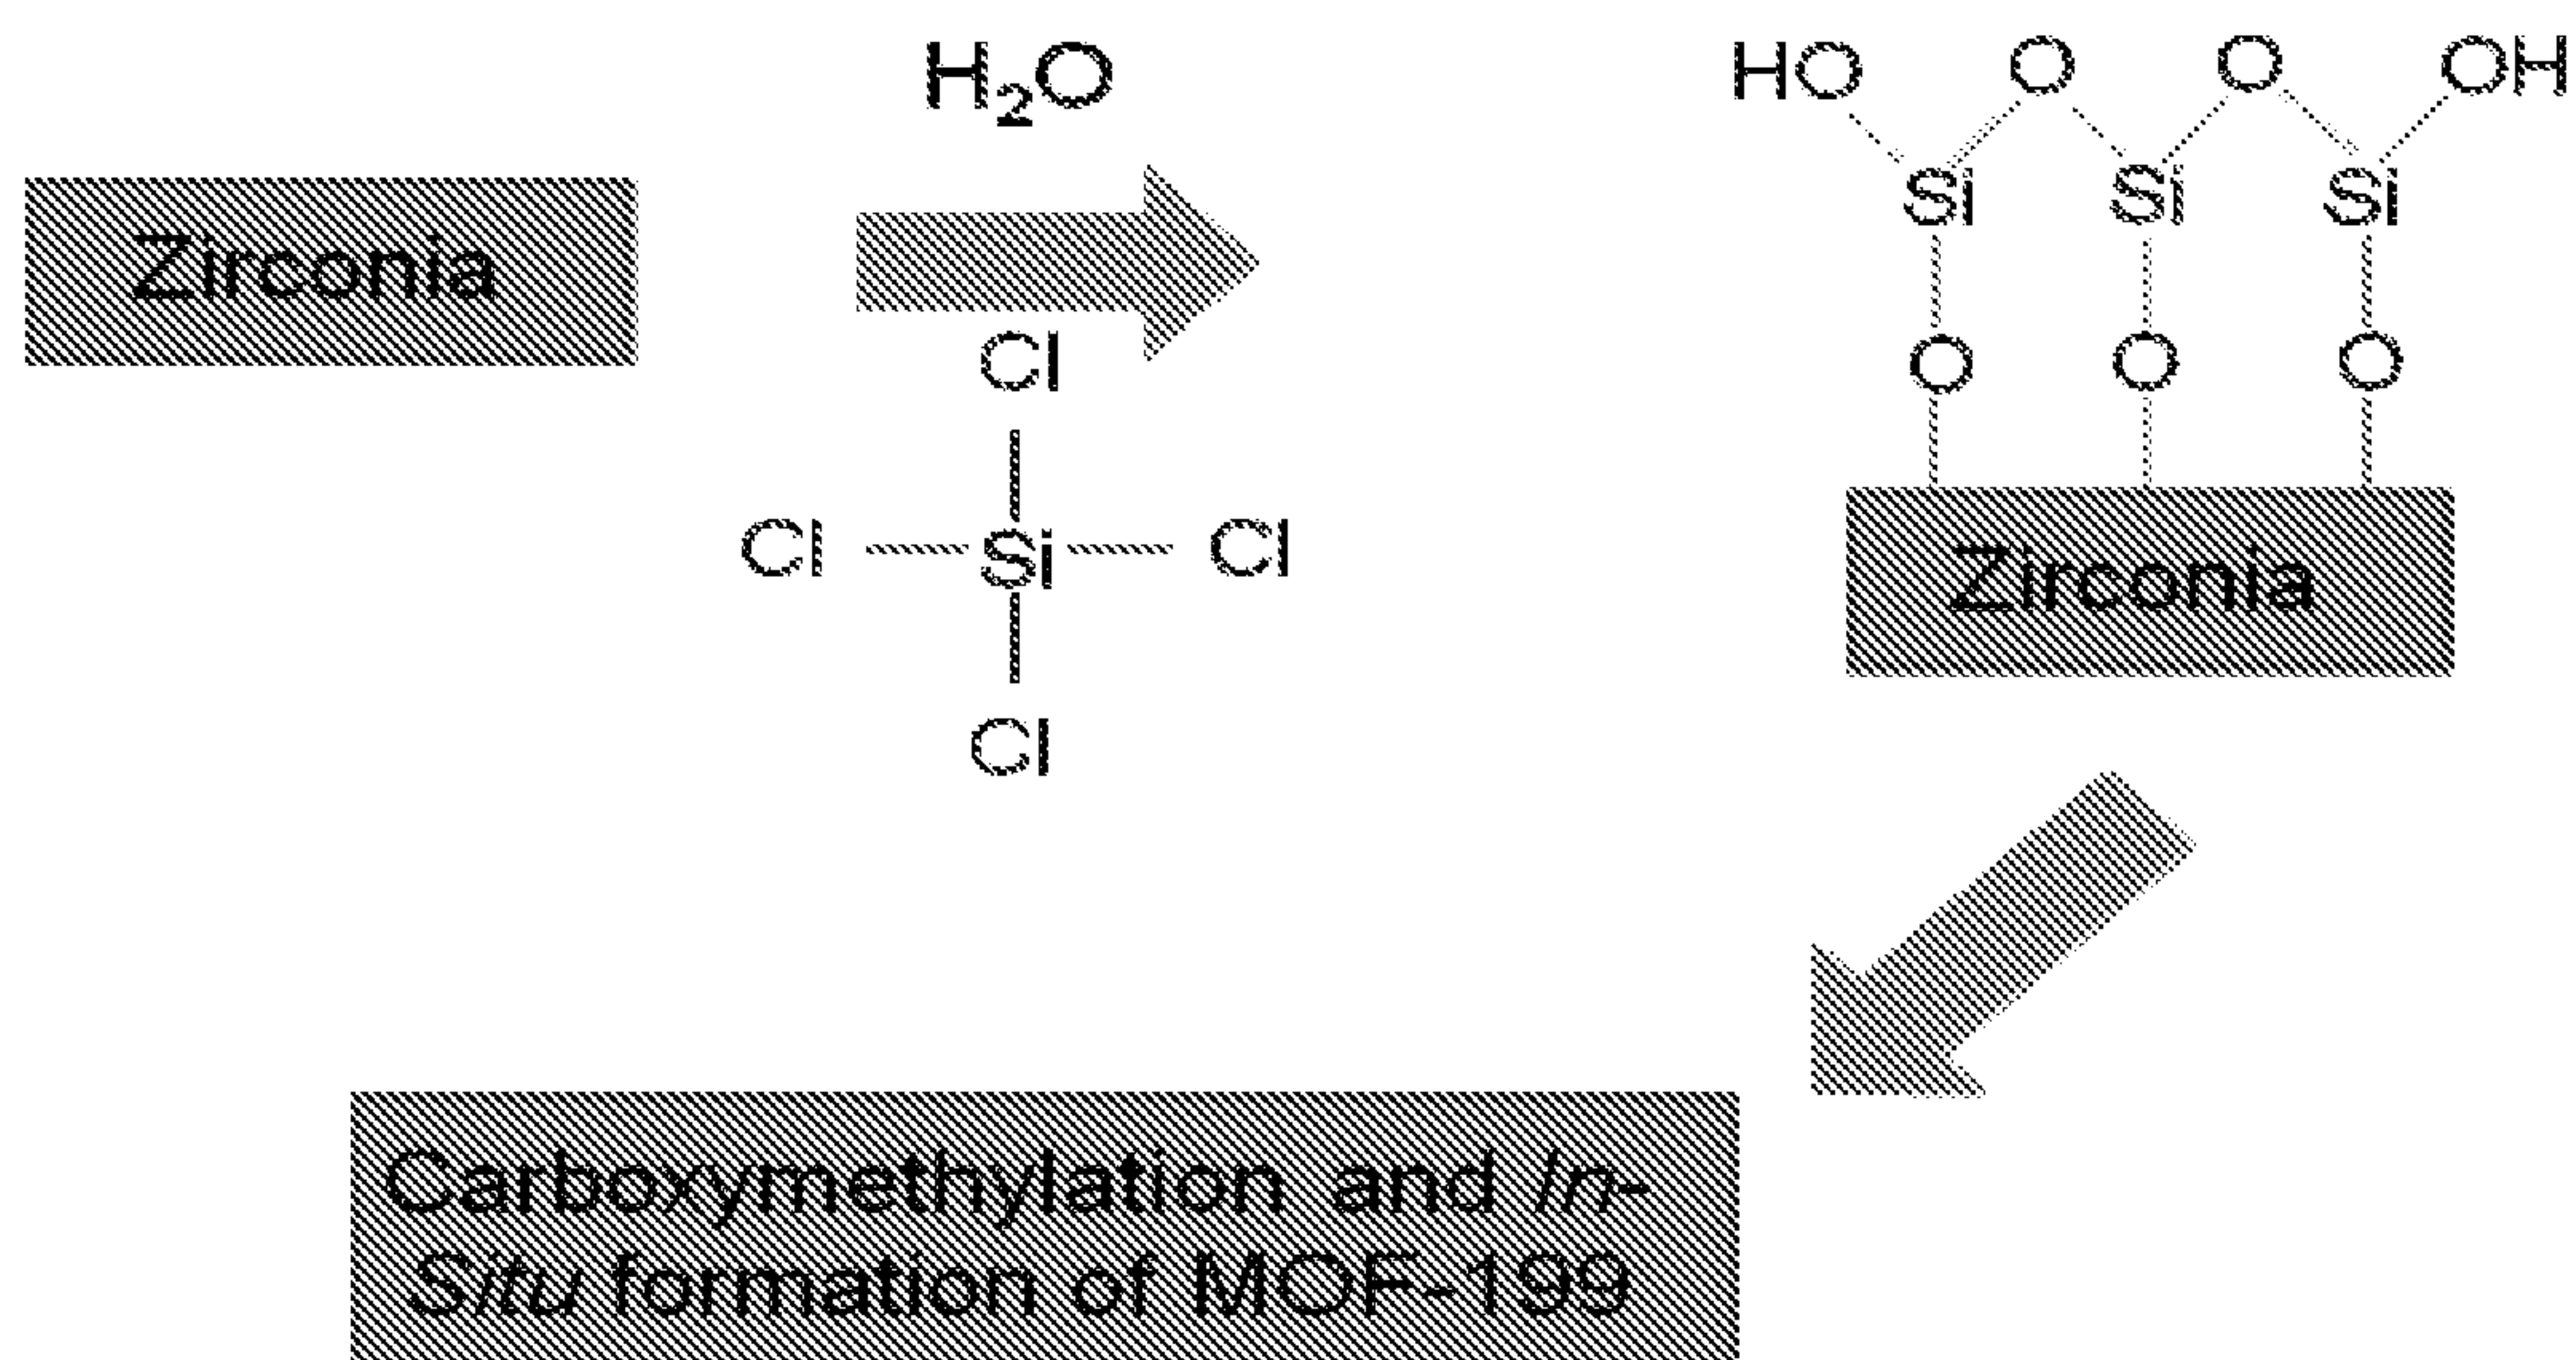 H₂O
Zirconia
Cl
Cl Si Cl
Cl
HO O O OH
Si Si Si
O O O
Zirconia
Carboxymethylation and In-
Situ formation of MOF-199